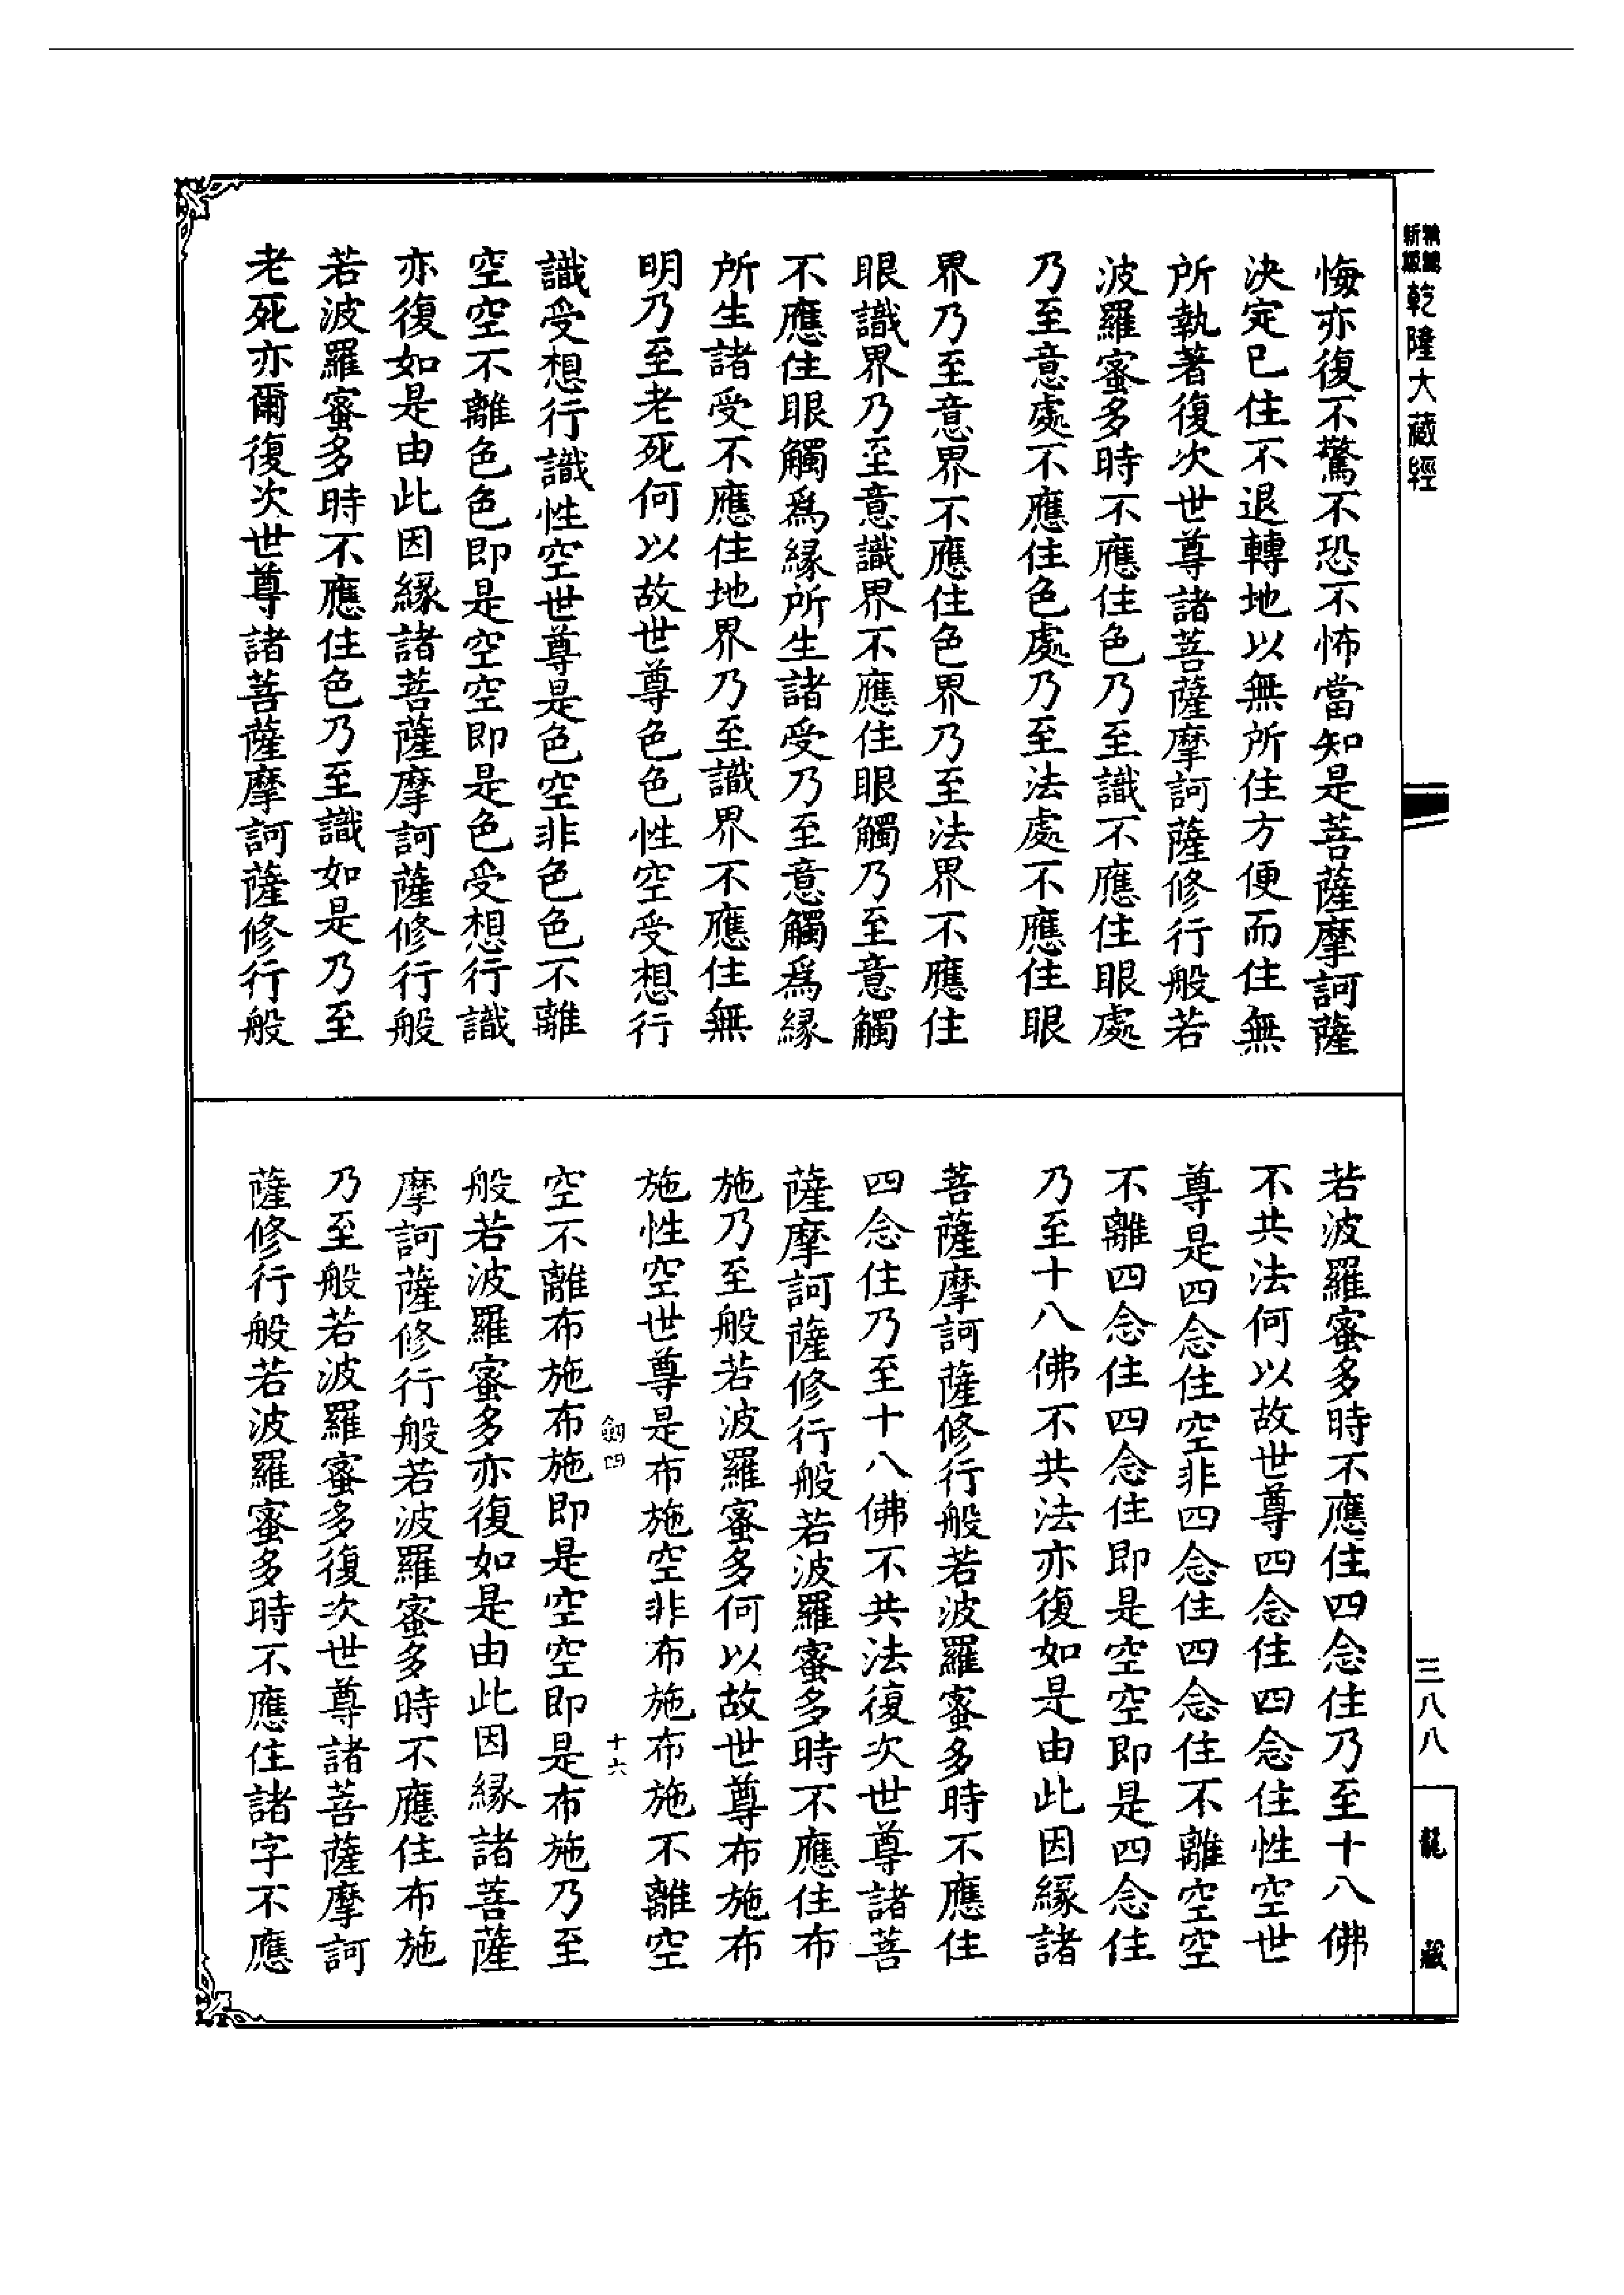 新版精縮乾隆大藏經
悔亦復不驚不恐不怖當知是菩薩摩訶薩
決定已住不退轉地以無所住方便而住無
所執著復次世尊諸菩薩摩訶薩修行般若
波羅蜜多時不應住色乃至識不應住眼處
乃至意處不應住色處乃至法處不應住眼
界乃至意界不應住色界乃至法界不應住
眼識界乃至意識界不應住眼觸乃至意觸
不應住眼觸爲緣所生諸受乃至意觸爲緣
所生諸受不應住地界乃至識界不應住無
明乃至老死何以故世尊色色性空受想行
識受想行識性空世尊是色空非色色不離
空空不離色色即是空空即是色受想行識
亦復如是由此因緣諸菩薩摩訶薩修行般
若波羅蜜多時不應住色乃至識如是乃至
老死亦爾復次世尊諸菩薩摩訶薩修行般
若波羅蜜多時不應住四念住乃至十八佛
不共法何以故世尊四念住四念住性空世
尊是四念住空非四念住四念住不離空空
不離四念住四念住即是空空即是四念住
乃至十八佛不共法亦復如是由此因緣諸
菩薩摩訶薩修行般若波羅蜜多時不應住
四念住乃至十八佛不共法復次世尊諸菩
薩摩訶薩修行般若波羅蜜多時不應住布
施乃至般若波羅蜜多何以故世尊布施布
施性空世尊是布施空非布施布施不離空
劒四 十六
空不離布施布施即是空空即是布施乃至
般若波羅蜜多亦復如是由此因緣諸菩薩
摩訶薩修行般若波羅蜜多時不應住布施
乃至般若波羅蜜多復次世尊諸菩薩摩訶
薩修行般若波羅蜜多時不應住諸字不應
三八八
龍藏